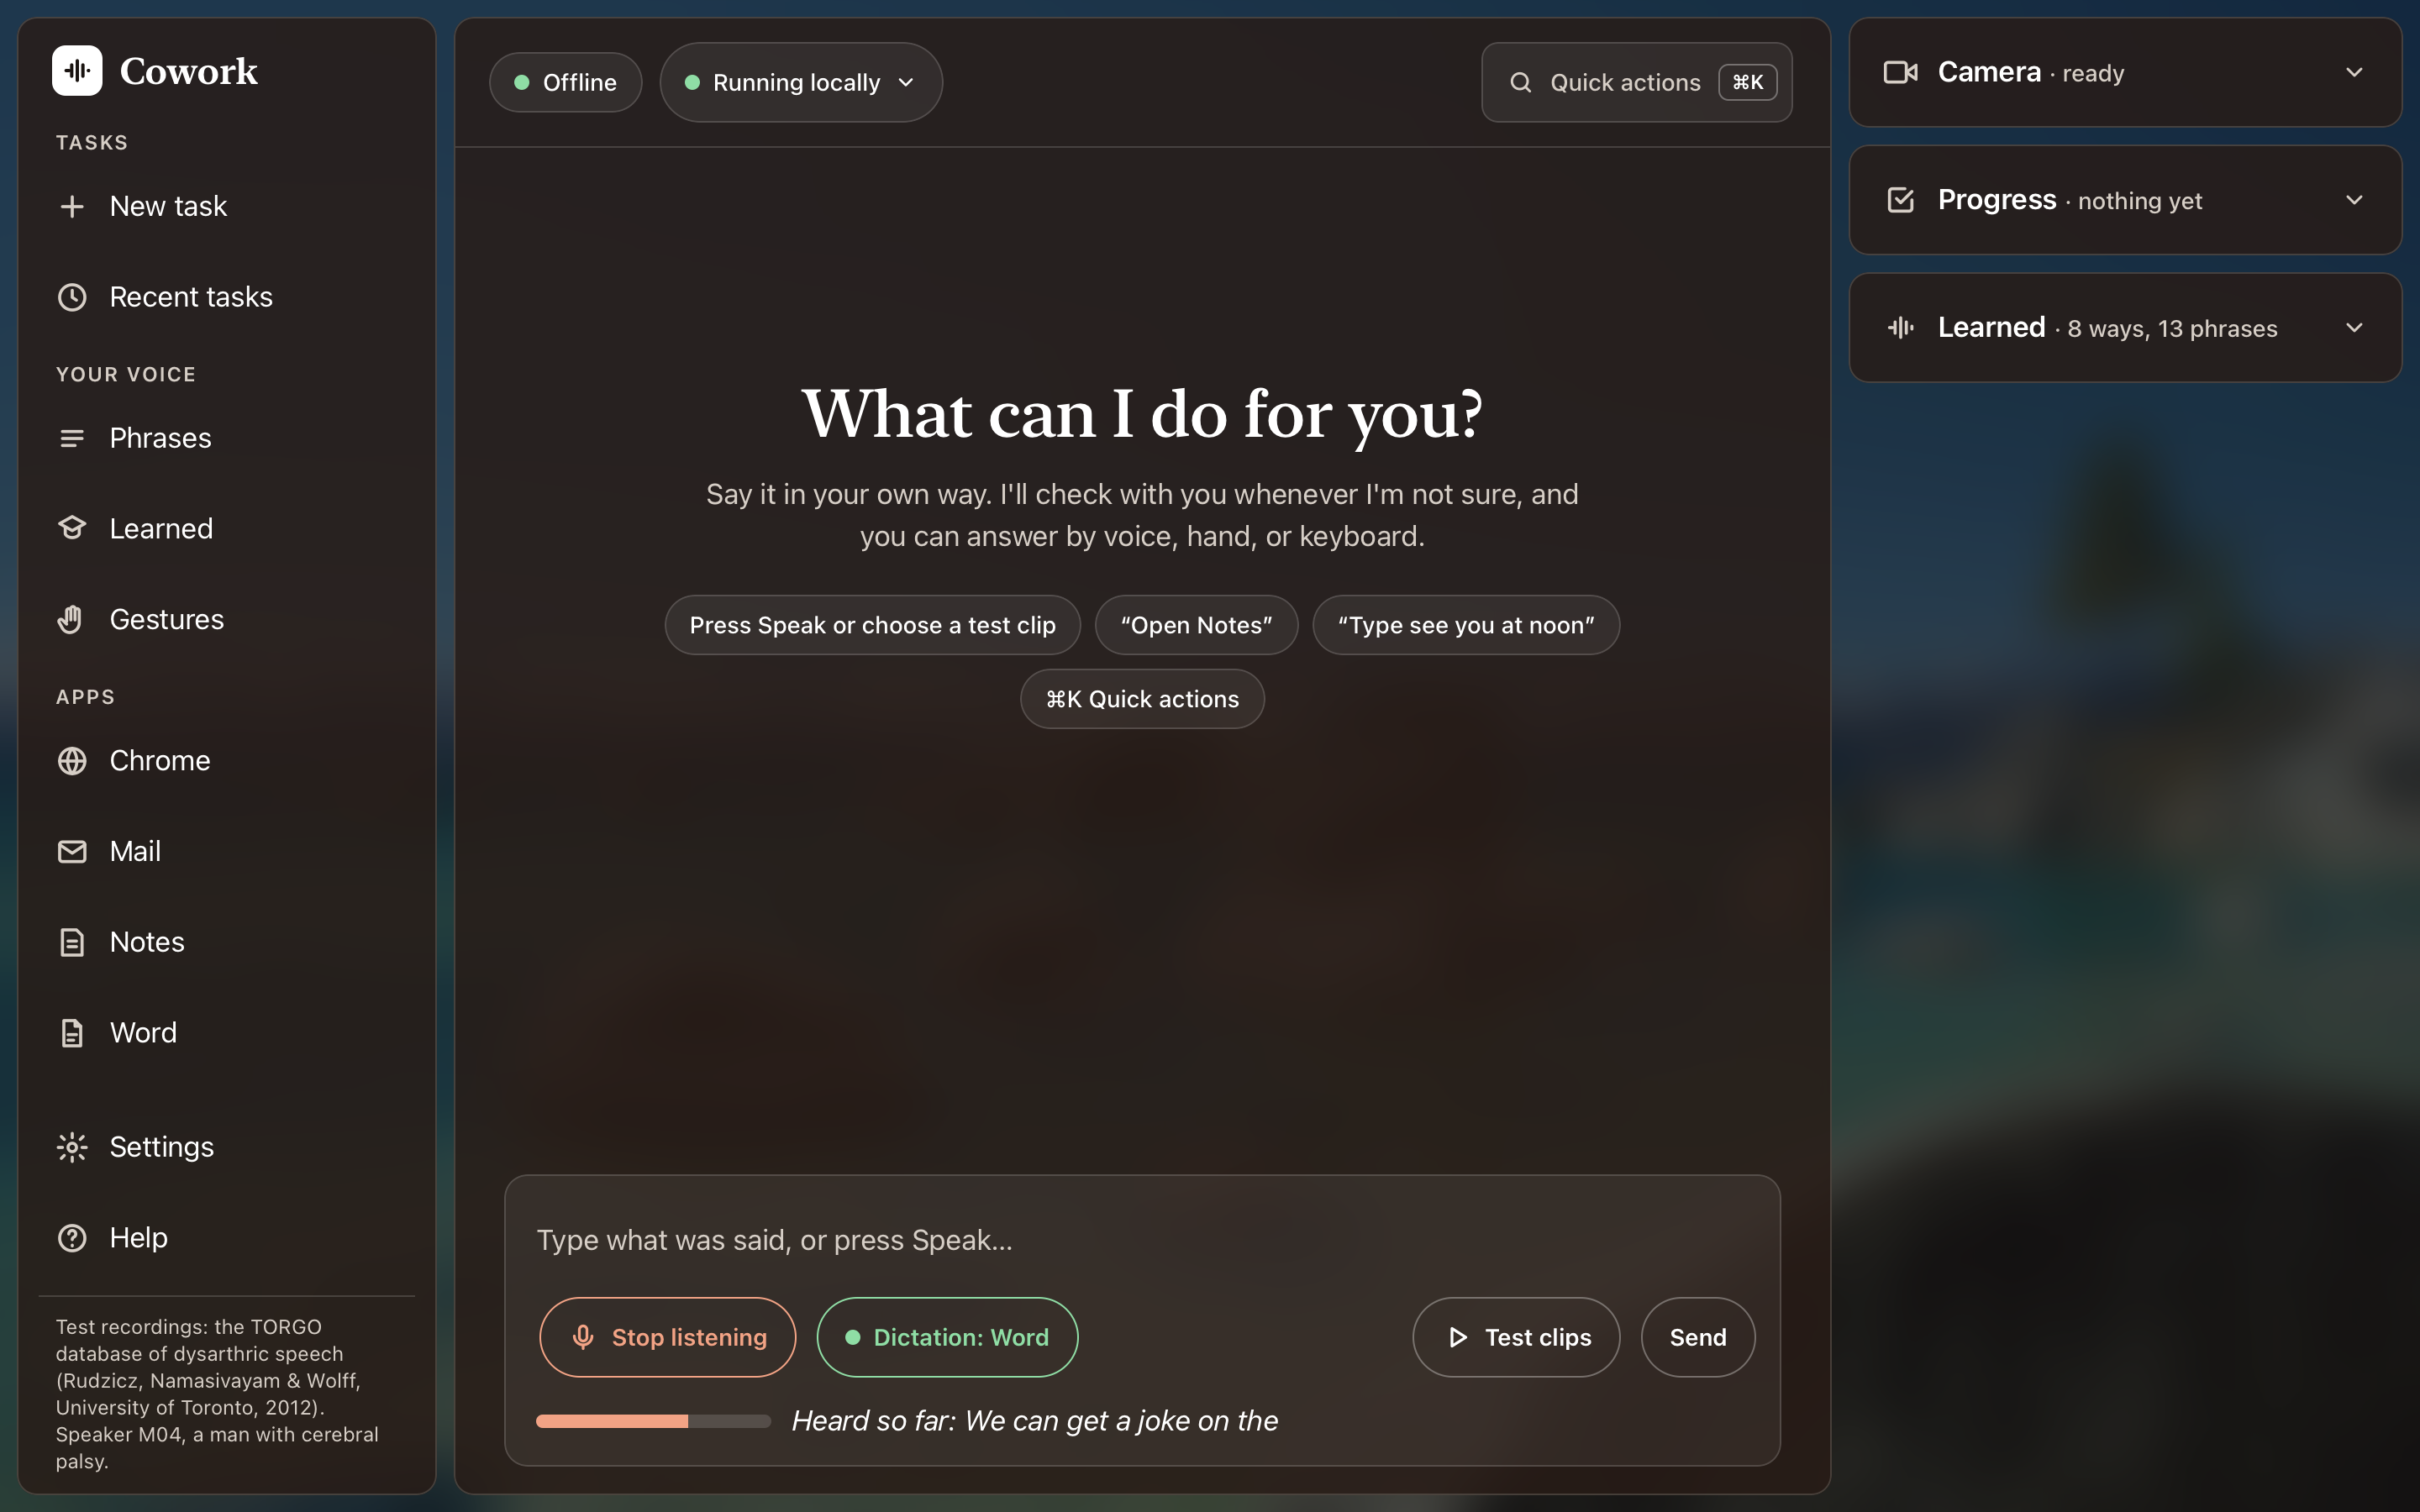 Cowork
TASKS
New task
Recent tasks
YOUR VOICE
Phrases
Learned
Gestures
APPS
Chrome
Mail
Notes
Word
Settings
Help
Test recordings: the TORGO
database of dysarthric speech
(Rudzicz, Namasivayam & Wolff,
University of Toronto, 2012).
Speaker M04, a man with cerebral
palsy.
Offline
Running locally
Quick actions ⌘K
What can I do for you?
Say it in your own way. I'll check with you whenever I'm not sure, and
you can answer by voice, hand, or keyboard.
Press Speak or choose a test clip
“Open Notes”
“Type see you at noon”
⌘K Quick actions
Type what was said, or press Speak...
Stop listening
Dictation: Word
Test clips
Send
Heard so far: We can get a joke on the
Camera · ready
Progress · nothing yet
Learned · 8 ways, 13 phrases